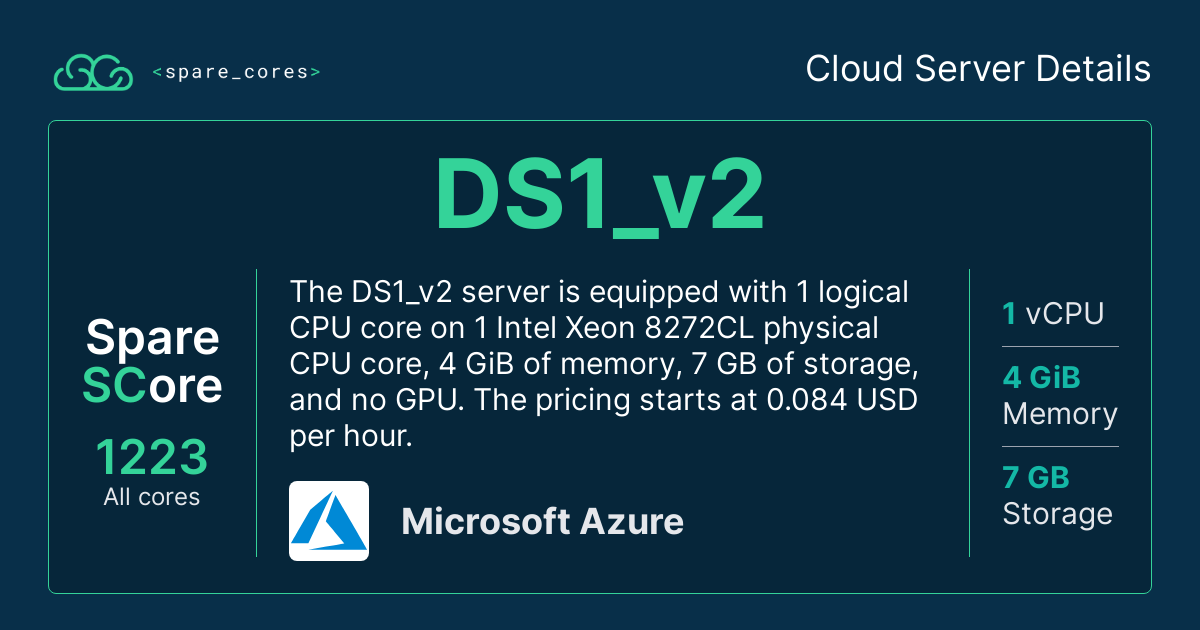 <spare_cores>
Cloud Server Details
DS1_v2
Spare
SCore
1223
All cores
The DS1_v2 server is equipped with 1 logical
CPU core on 1 Intel Xeon 8272CL physical
CPU core, 4 GiB of memory, 7 GB of storage,
and no GPU. The pricing starts at 0.084 USD
per hour.
Microsoft Azure
1 vCPU
4 GiB
Memory
7 GB
Storage